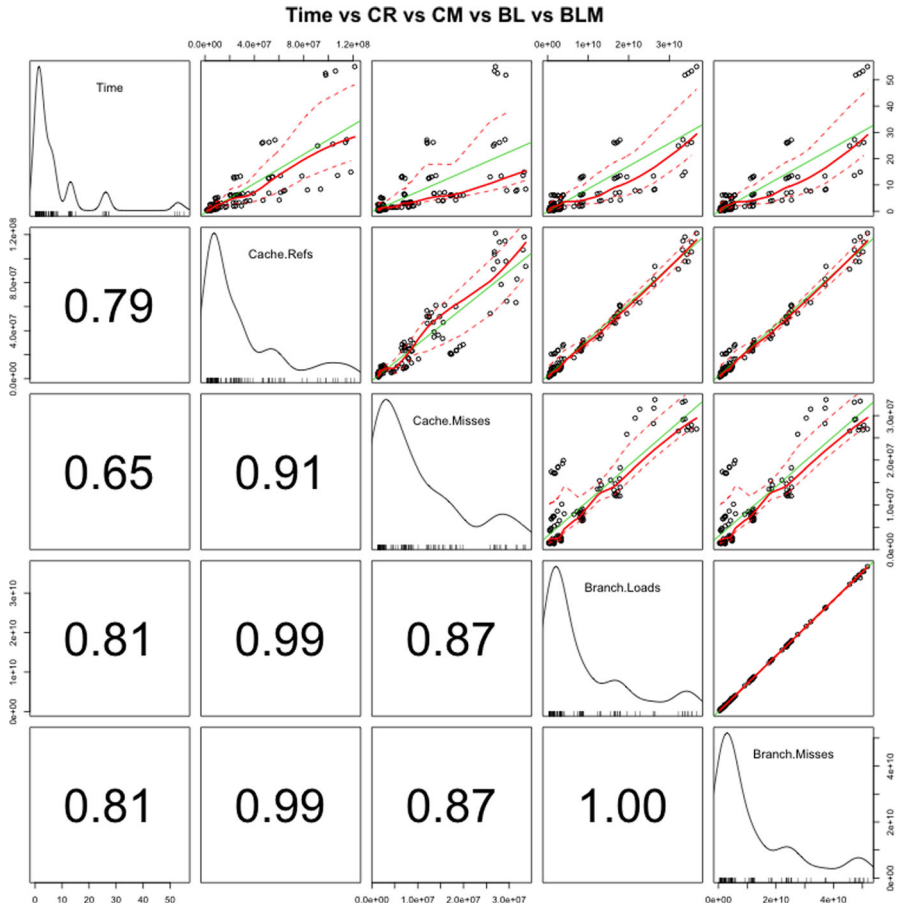 Time vs CR vs CM vs BL vs BLM
0.0e+00 4.0e+07 8.0e+07 1.2e+08
0e+00 1e+10 2e+10 3e+10
Time
0 10 20 30 40 50
0.0e+00 4.0e+07 8.0e+07 1.2e+08
0.79
Cache.Refs
0.65
0.91
Cache.Misses
0.0e+00 1.0e+07 2.0e+07 3.0e+07
0e+00 1e+10 2e+10 3e+10
0.81
0.99
0.87
Branch.Loads
0.81
0.99
0.87
1.00
Branch.Misses
0e+00 2e+10 4e+10
0 10 20 30 40 50
0.0e+00 1.0e+07 2.0e+07 3.0e+07
0e+00 2e+10 4e+10